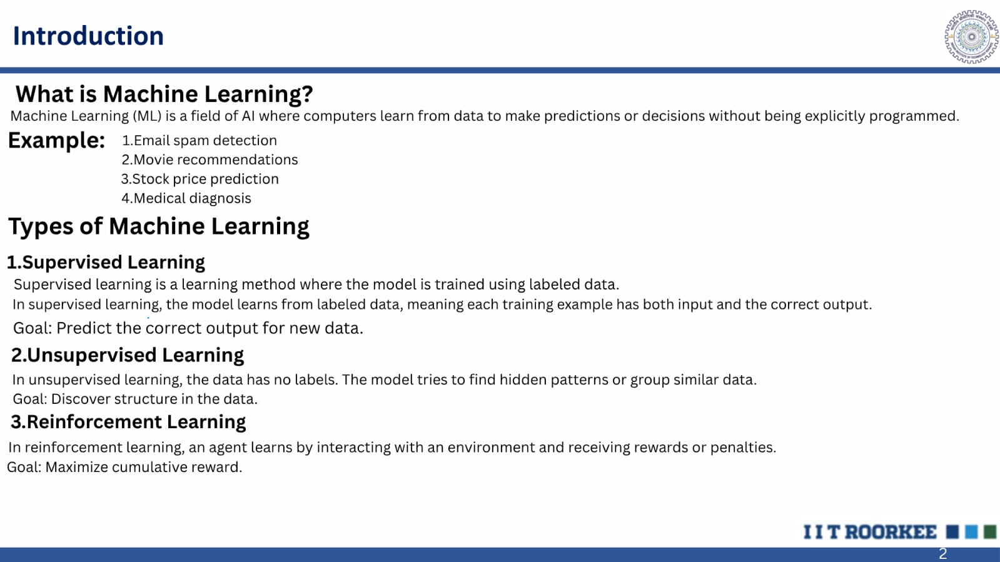 Introduction
What is Machine Learning?
Machine Learning (ML) is a field of AI where computers learn from data to make predictions or decisions without being explicitly programmed.
Example:
1.Email spam detection
2.Movie recommendations
3.Stock price prediction
4.Medical diagnosis
Types of Machine Learning
1.Supervised Learning
Supervised learning is a learning method where the model is trained using labeled data.
In supervised learning, the model learns from labeled data, meaning each training example has both input and the correct output.
Goal: Predict the correct output for new data.
2.Unsupervised Learning
In unsupervised learning, the data has no labels. The model tries to find hidden patterns or group similar data.
Goal: Discover structure in the data.
3.Reinforcement Learning
In reinforcement learning, an agent learns by interacting with an environment and receiving rewards or penalties.
Goal: Maximize cumulative reward.
I I T ROORKEE
2